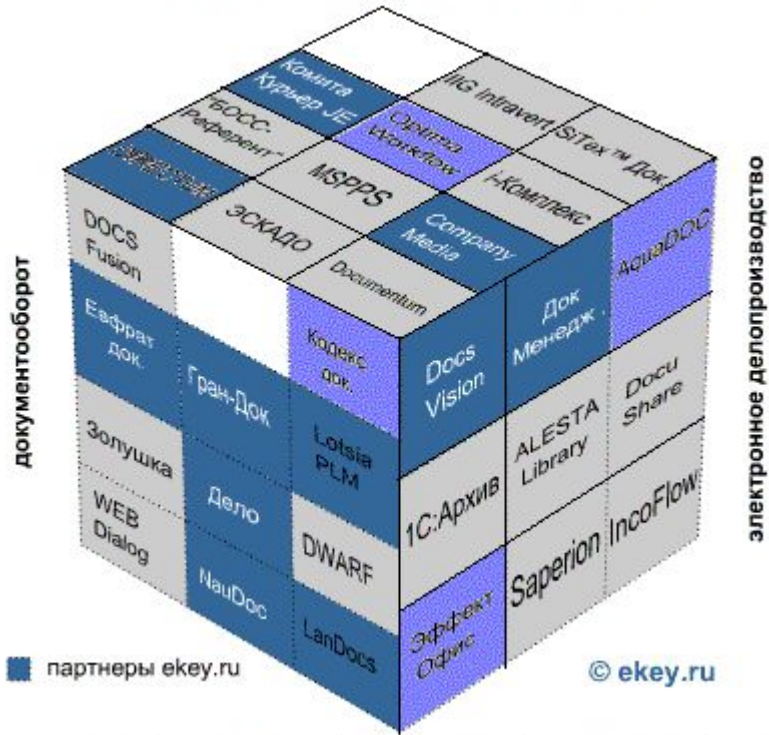 Комита
Курьер JE
IIG Intravert
SiTex™ Док
"БОСС-
Референт"
Optima
Workflow
i-Комплекс
MSPPS
Company
Media
ЭСКАДО
Documentum
DOCS
Fusion
Кодекс
док.
Евфрат
док.
Гран-Док
Lotsia
PLM
Золушка
Дело
DWARF
WEB
Dialog
NauDoc
LanDocs
Docs
Vision
Док
Менедж.
AquaDOC
1С:Архив
ALESTA
Library
Docu
Share
Эффект
Офис
Saperion
IncoFlow
документооборот
электронное делопроизводство
партнеры ekey.ru
© ekey.ru